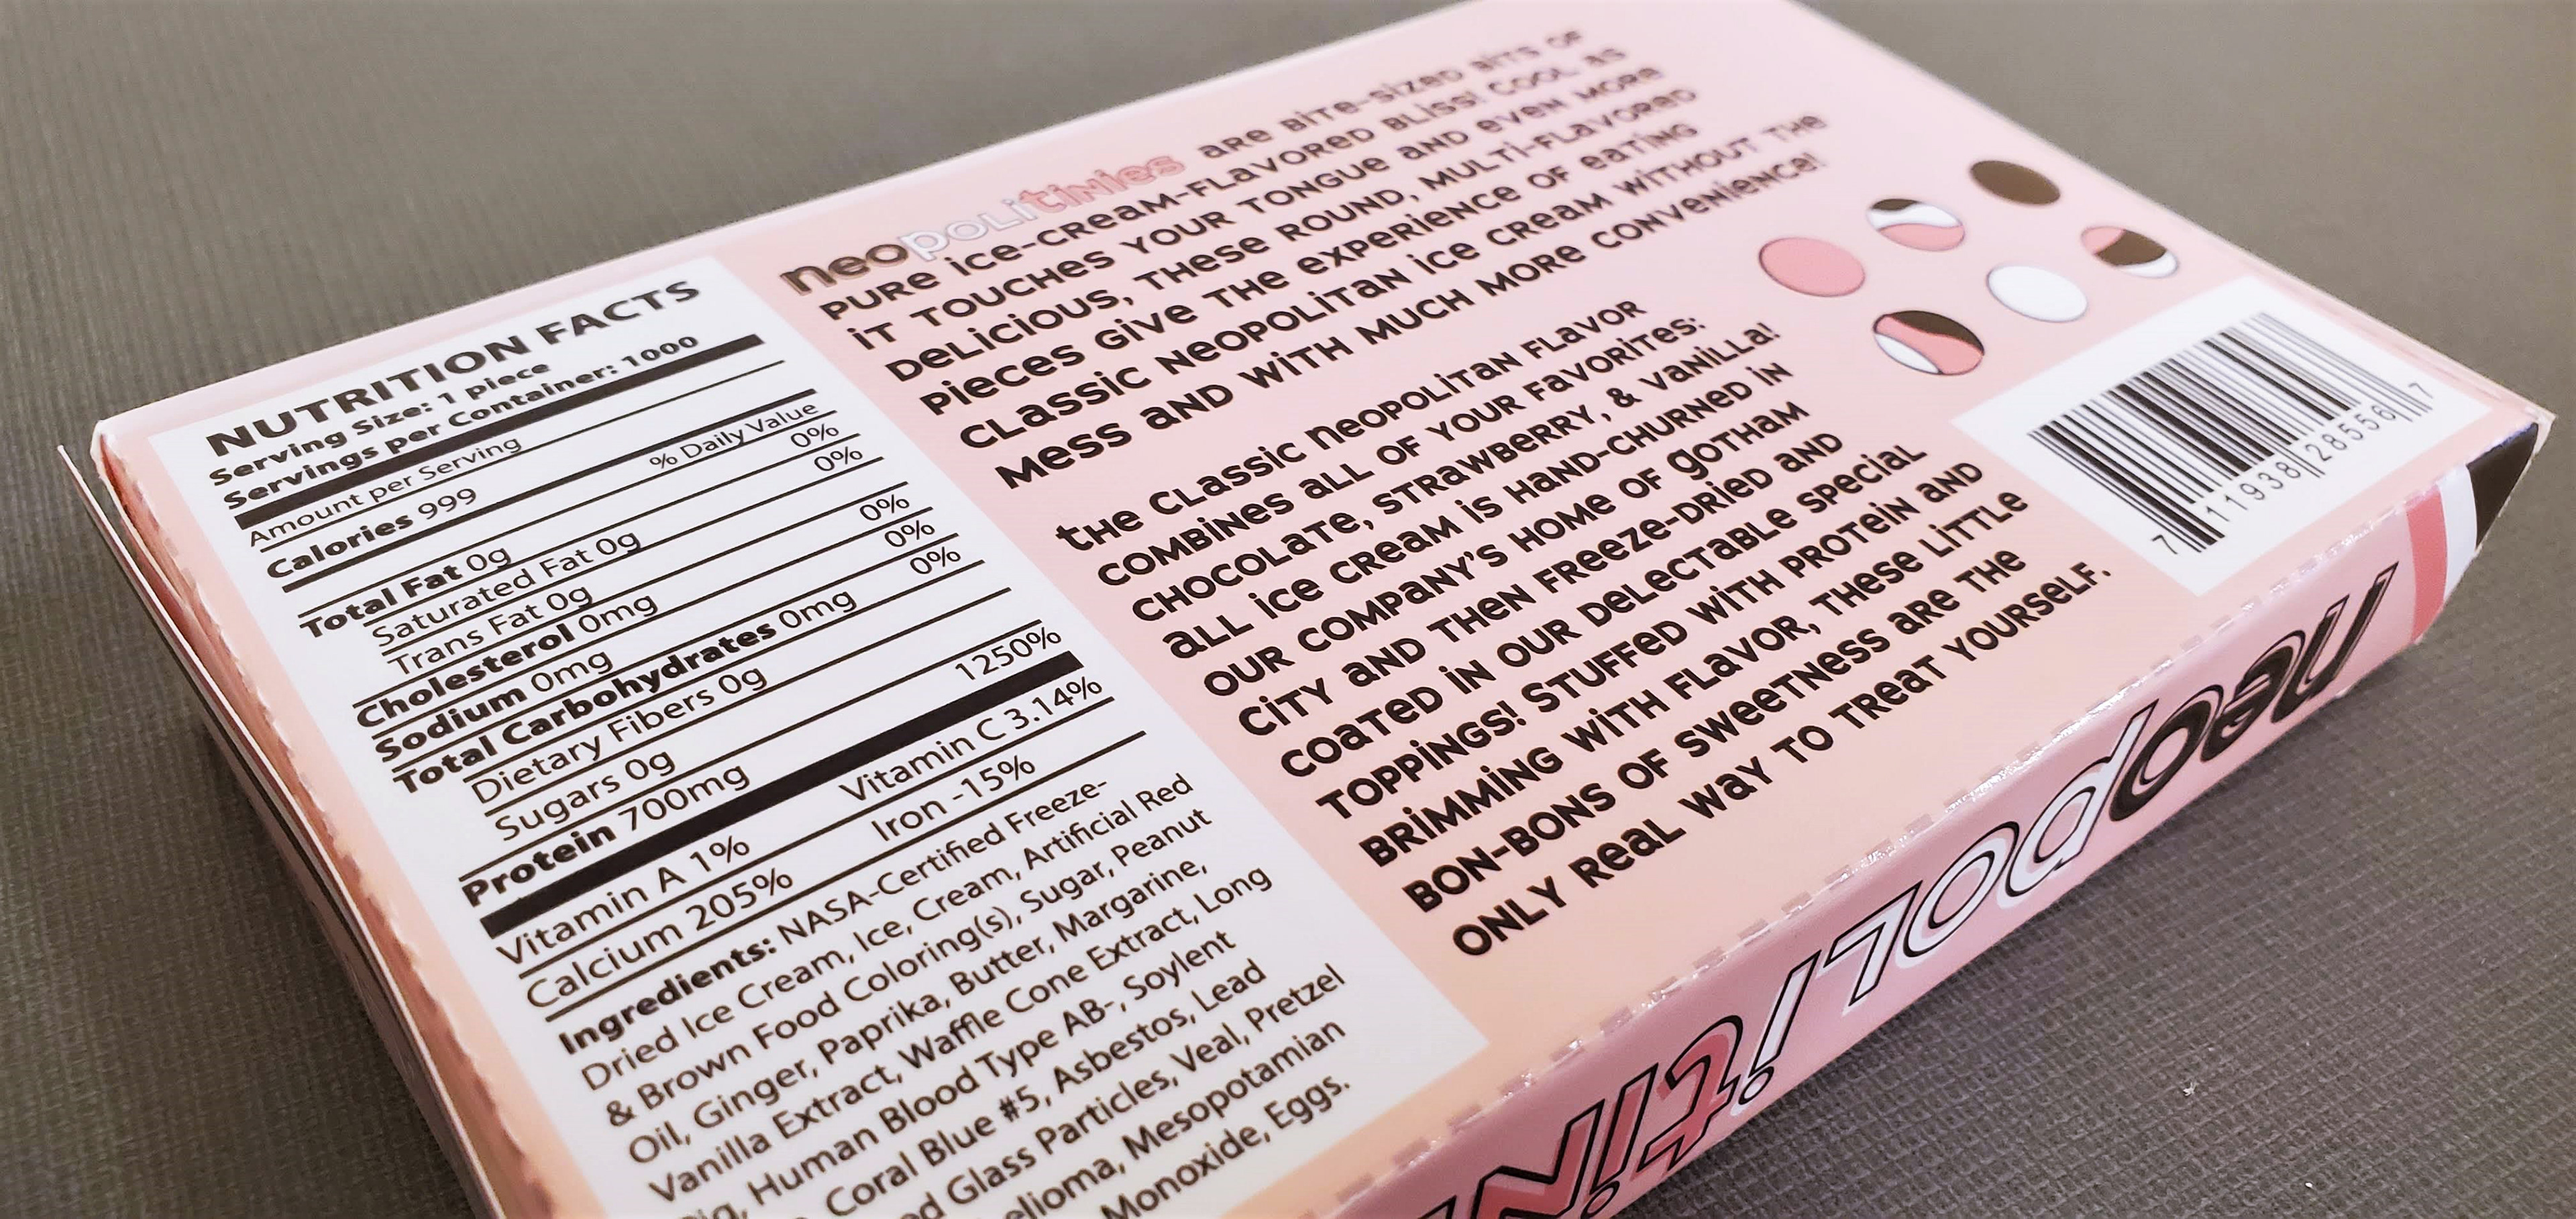 NUTRITION FACTS
Serving Size: 1 piece
Servings per Container: 1000
Amount per Serving
Calories 999
% Daily Value
Total Fat 0g 0%
Saturated Fat 0g 0%
Trans Fat 0g
Cholesterol 0mg 0%
Sodium 0mg 0%
Total Carbohydrates 0mg 0%
Dietary Fibers 0g
Sugars 0g
Protein 700mg 1250%
Vitamin A 1% Vitamin C 3.14%
Calcium 205% Iron -15%
Ingredients: NASA-Certified Freeze-
Dried Ice Cream, Ice, Cream, Artificial Red
& Brown Food Coloring(s), Sugar, Peanut
Oil, Ginger, Paprika, Butter, Margarine,
Vanilla Extract, Waffle Cone Extract, Long
Human Blood Type AB-, Soylent
Coral Blue #5, Asbestos, Lead
Glass Particles, Veal, Pretzel
Mesopotamian
Monoxide, Eggs.
neopolitinies are bite-sized bits of
pure ice-cream-flavored bliss! Cool as
it touches your tongue and even more
delicious, these round, multi-flavored
pieces give the experience of eating
classic neopolitan ice cream without the
mess and with much more convenience!
the classic neopolitan flavor
combines all of your favorites:
chocolate, strawberry, & vanilla!
all ice cream is hand-churned in
our company's home of gotham
city and then freeze-dried and
coated in our delectable special
toppings! Stuffed with protein and
brimming with flavor, these little
bon-bons of sweetness are the
only real way to treat yourself.
7 11938 28556 7
neopolitin